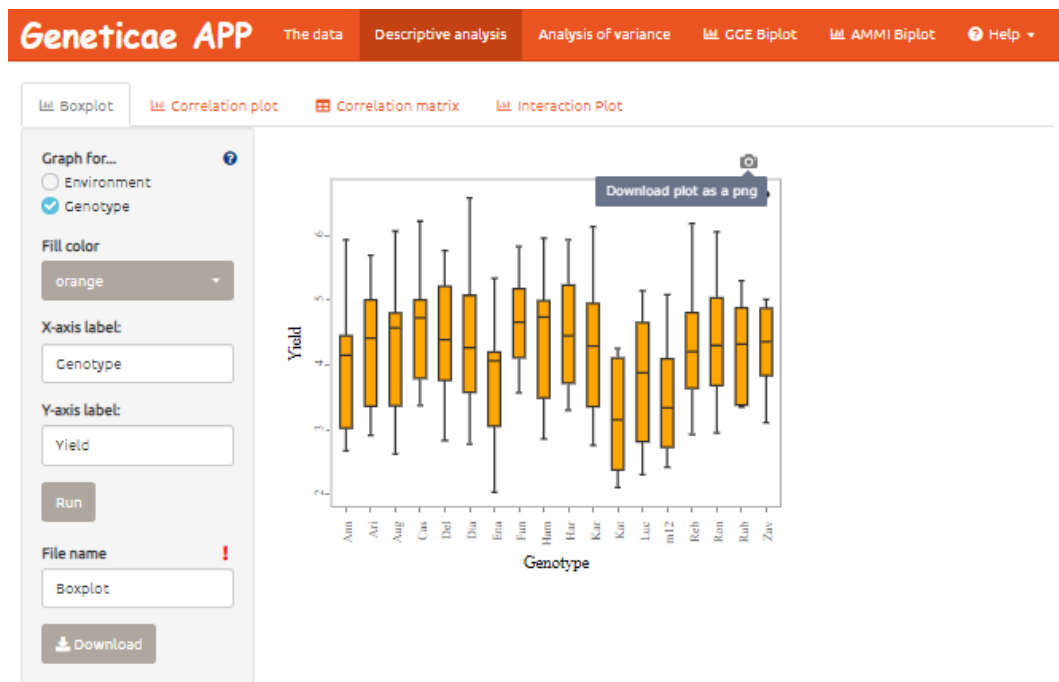 Geneticae APP The data Descriptive analysis Analysis of variance GGE Biplot AMMI Biplot Help
Boxplot Correlation plot Correlation matrix Interaction Plot
Graph for...
Environment
Genotype
Fill color
orange
X-axis label:
Genotype
Y-axis label:
Yield
Run
File name !
Boxplot
Download
Download plot as a png
Yield
6
5
4
3
2
Ann Ari Aug Cas Del Dia Ena Fun Ham Har Kar Kat Luc m12 Reb Ron Rub Zav
Genotype